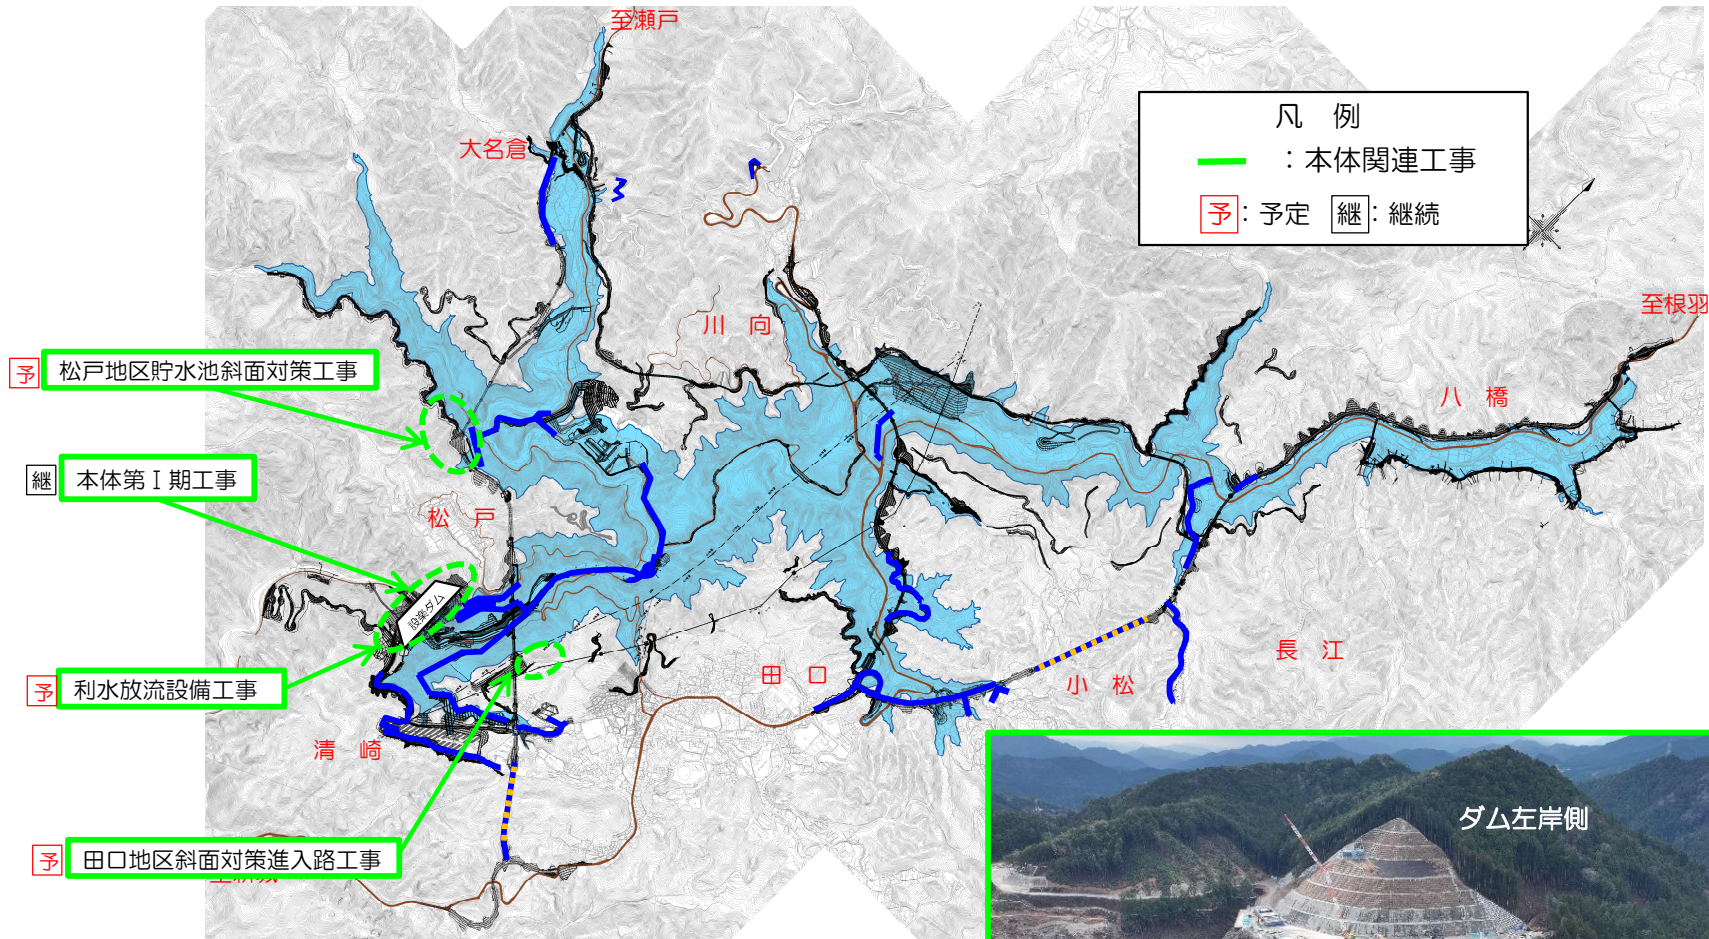 至瀬戸
大名倉
凡 例
：本体関連工事
予：予定 継：継続
川 向
至根羽
予 松戸地区貯水池斜面対策工事
八 橋
継 本体第Ⅰ期工事
松 戸
設楽ダム
長 江
田 口
小 松
予 利水放流設備工事
清 崎
ダム左岸側
予 田口地区斜面対策進入路工事